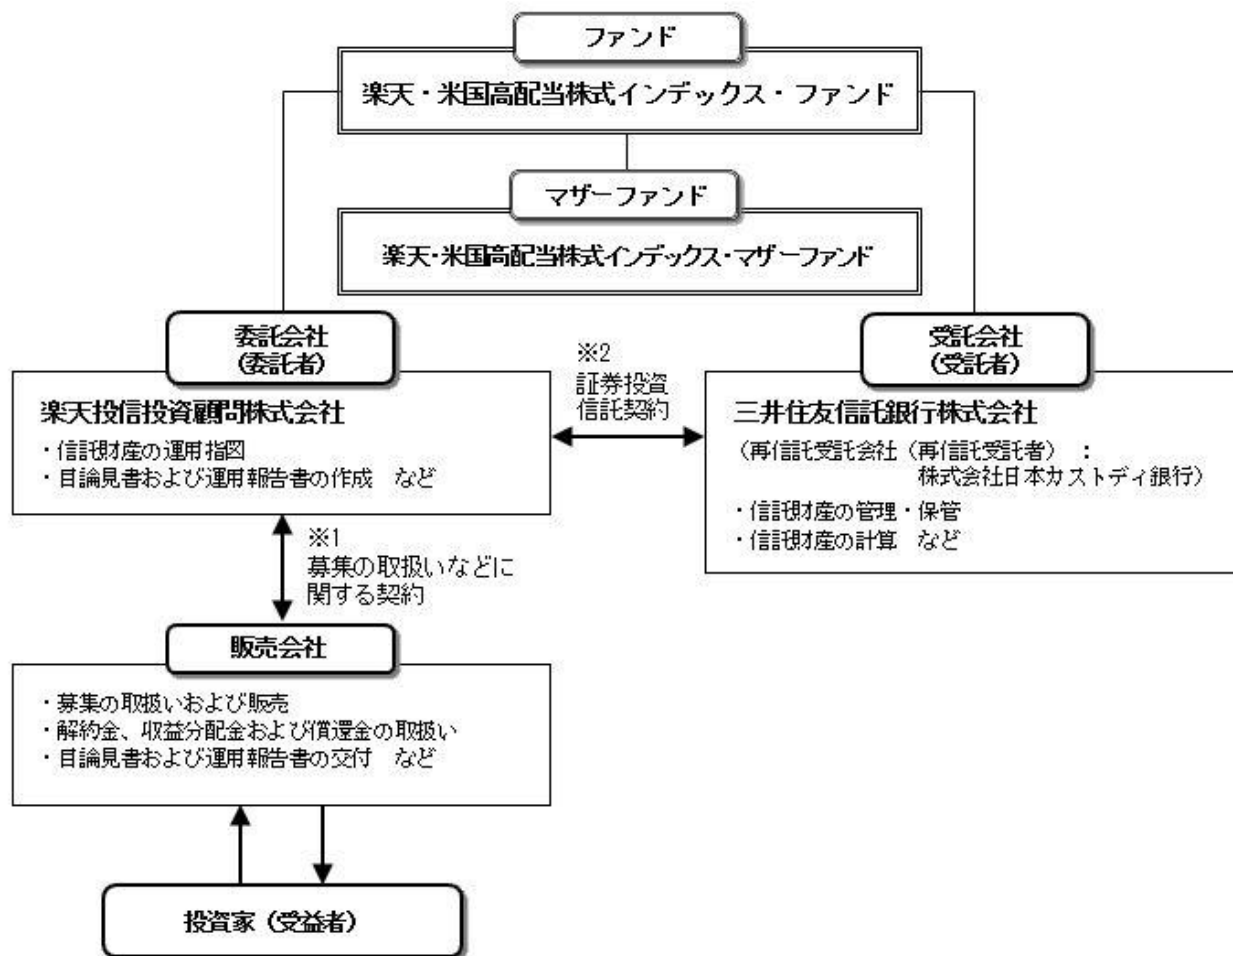 ファンド
楽天・米国高配当株式インデックス・ファンド
マザーファンド
楽天・米国高配当株式インデックス・マザーファンド
委託会社
(委託者)
楽天投信投資顧問株式会社
・信託財産の運用指図
・目論見書および運用報告書の作成 など
※2
証券投資
信託契約
受託会社
(受託者)
三井住友信託銀行株式会社
(再信託受託会社(再信託受託者) :
株式会社日本カストディ銀行)
・信託財産の管理・保管
・信託財産の計算 など
※1
募集の取扱いなどに
関する契約
販売会社
・募集の取扱いおよび販売
・解約金、収益分配金および償還金の取扱い
・目論見書および運用報告書の交付 など
投資家(受益者)